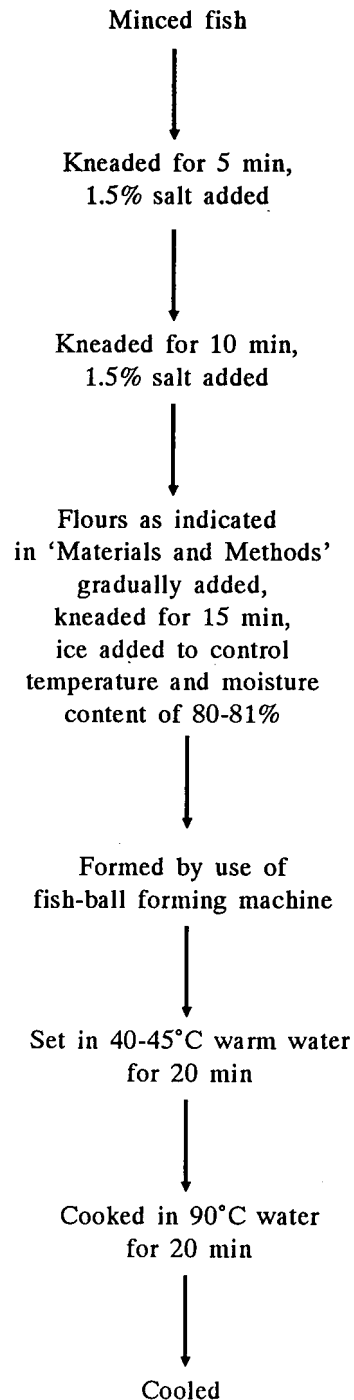 Minced fish
Kneaded for 5 min,
1.5% salt added
Kneaded for 10 min,
1.5% salt added
Flours as indicated
in ‘Materials and Methods’
gradually added,
kneaded for 15 min,
ice added to control
temperature and moisture
content of 80-81%
Formed by use of
fish-ball forming machine
Set in 40-45°C warm water
for 20 min
Cooked in 90°C water
for 20 min
Cooled